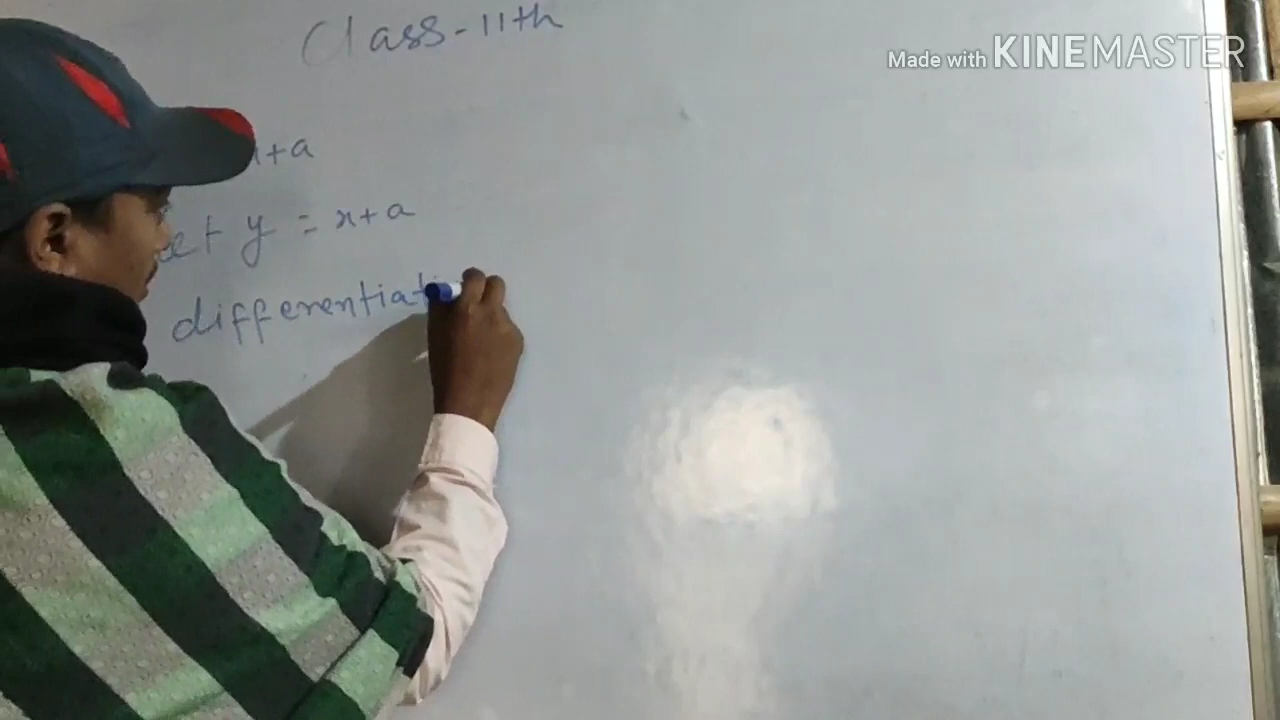 Class-11th
Made with KINEMASTER
x+a
et y = x+a
differentiat